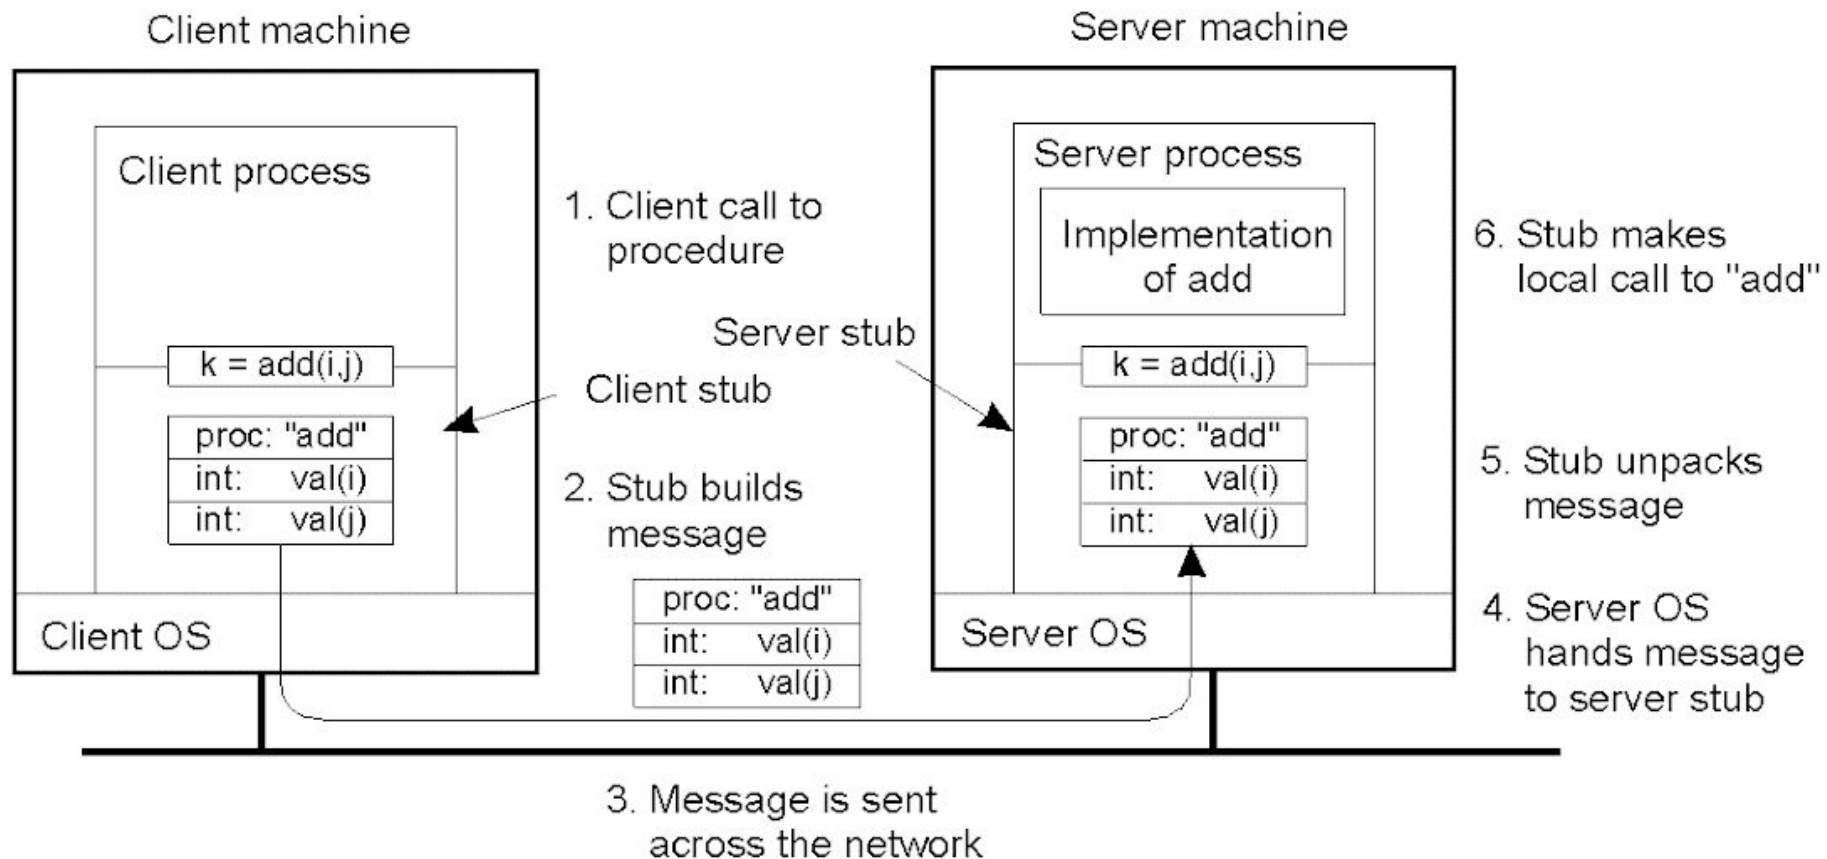 Client machine
Server machine
Client process
1. Client call to
procedure
k = add(i,j)
Client stub
proc: "add"
int: val(i)
int: val(j)
2. Stub builds
message
proc: "add"
int: val(i)
int: val(j)
Client OS
3. Message is sent
across the network
Server process
Implementation
of add
Server stub
k = add(i,j)
proc: "add"
int: val(i)
int: val(j)
Server OS
6. Stub makes
local call to "add"
5. Stub unpacks
message
4. Server OS
hands message
to server stub